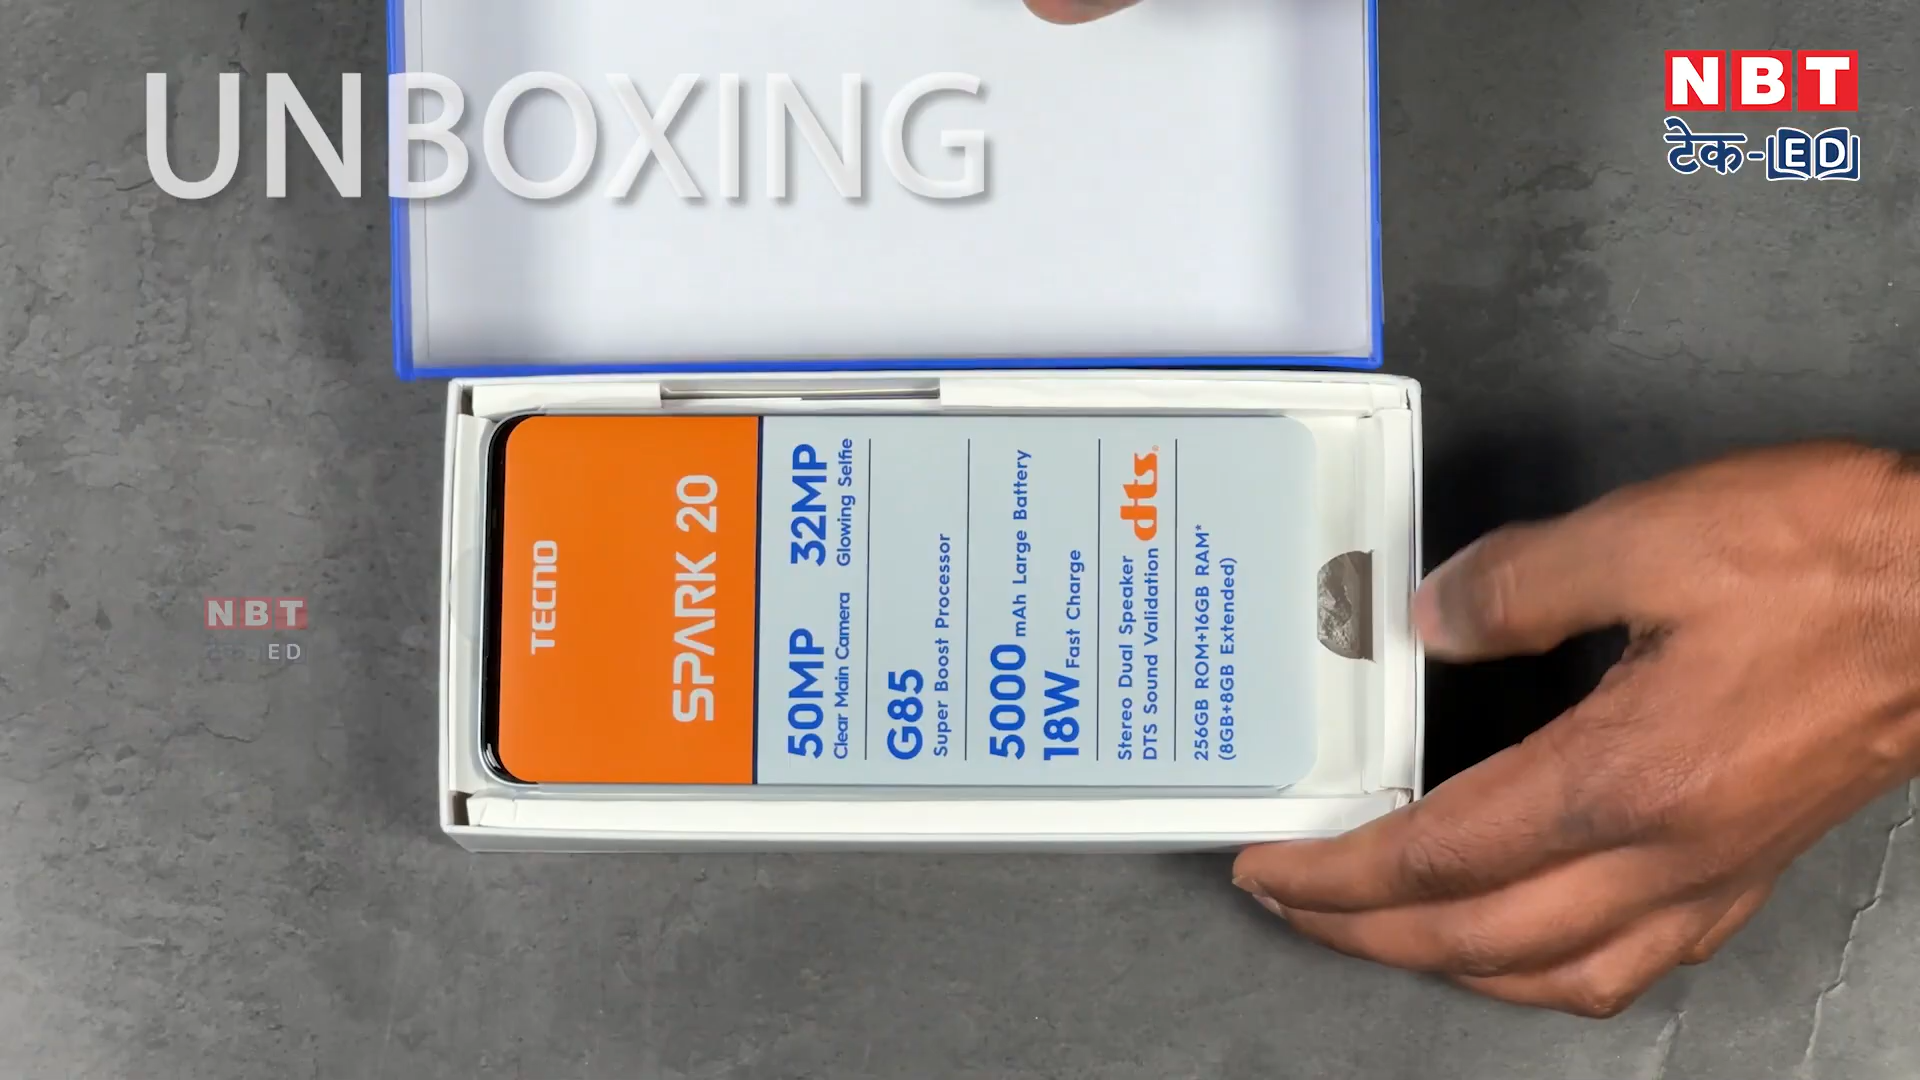 UNBOXING
NBT
टेक-ED
TECNO
SPARK 20
50MP 32MP
Clear Main Camera Glowing Selfie
G85
Super Boost Processor
5000 mAh Large Battery
18W Fast Charge
Stereo Dual Speaker
DTS Sound Validation dts
256GB ROM+16GB RAM*
(8GB+8GB Extended)
NBT
टेक-ED